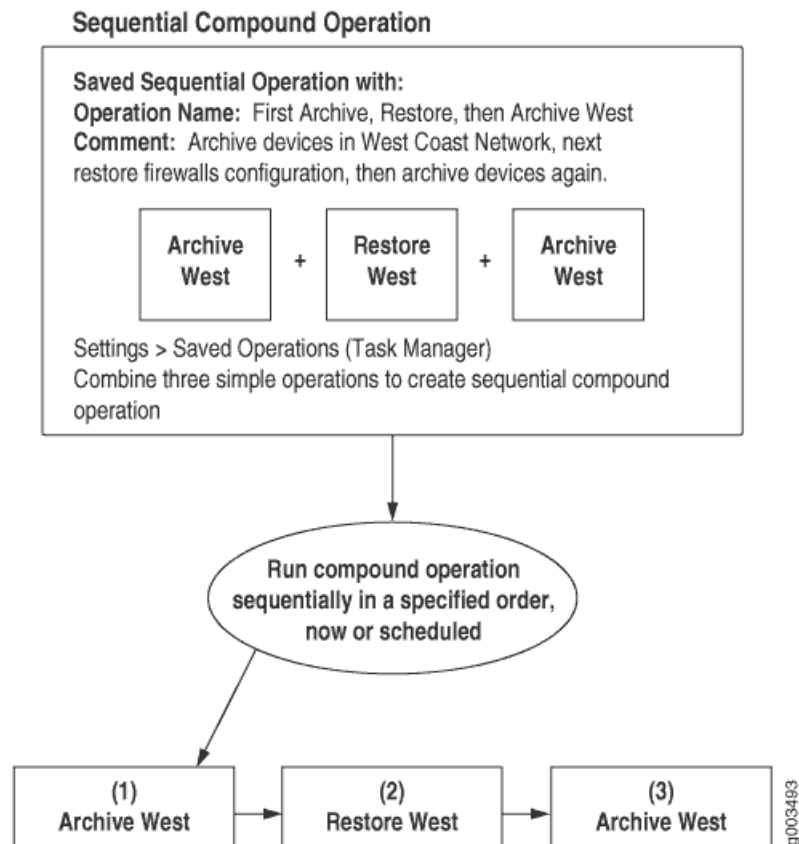 Sequential Compound Operation
Saved Sequential Operation with:
Operation Name: First Archive, Restore, then Archive West
Comment: Archive devices in West Coast Network, next
restore firewalls configuration, then archive devices again.
Archive
West
+
Restore
West
+
Archive
West
Settings > Saved Operations (Task Manager)
Combine three simple operations to create sequential compound
operation
Run compound operation
sequentially in a specified order,
now or scheduled
(1)
Archive West
(2)
Restore West
(3)
Archive West
g003493